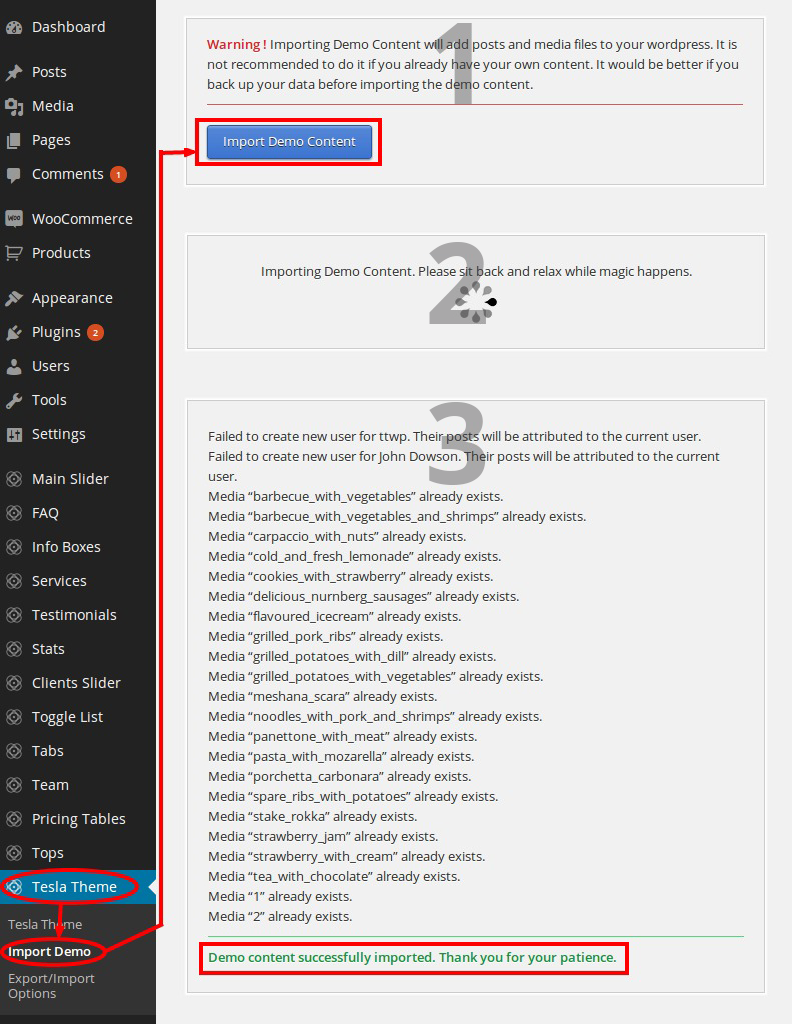 Dashboard
Posts
Media
Pages
Comments 1
WooCommerce
Products
Appearance
Plugins 2
Users
Tools
Settings
Main Slider
FAQ
Info Boxes
Services
Testimonials
Stats
Clients Slider
Toggle List
Tabs
Team
Pricing Tables
Tops
Tesla Theme
Tesla Theme
Import Demo
Export/Import
Options
1
Warning ! Importing Demo Content will add posts and media files to your wordpress. It is
not recommended to do it if you already have your own content. It would be better if you
back up your data before importing the demo content.
Import Demo Content
2
Importing Demo Content. Please sit back and relax while magic happens.
3
Failed to create new user for ttwp. Their posts will be attributed to the current user.
Failed to create new user for John Dowson. Their posts will be attributed to the current
user.
Media “barbecue_with_vegetables” already exists.
Media “barbecue_with_vegetables_and_shrimps” already exists.
Media “carpaccio_with_nuts” already exists.
Media “cold_and_fresh_lemonade” already exists.
Media “cookies_with_strawberry” already exists.
Media “delicious_nurnberg_sausages” already exists.
Media “flavoured_icecream” already exists.
Media “grilled_pork_ribs” already exists.
Media “grilled_potatoes_with_dill” already exists.
Media “grilled_potatoes_with_vegetables” already exists.
Media “meshana_scara” already exists.
Media “noodles_with_pork_and_shrimps” already exists.
Media “panettone_with_meat” already exists.
Media “pasta_with_mozarella” already exists.
Media “porchetta_carbonara” already exists.
Media “spare_ribs_with_potatoes” already exists.
Media “stake_rokka” already exists.
Media “strawberry_jam” already exists.
Media “strawberry_with_cream” already exists.
Media “tea_with_chocolate” already exists.
Media “1” already exists.
Media “2” already exists.
Demo content successfully imported. Thank you for your patience.